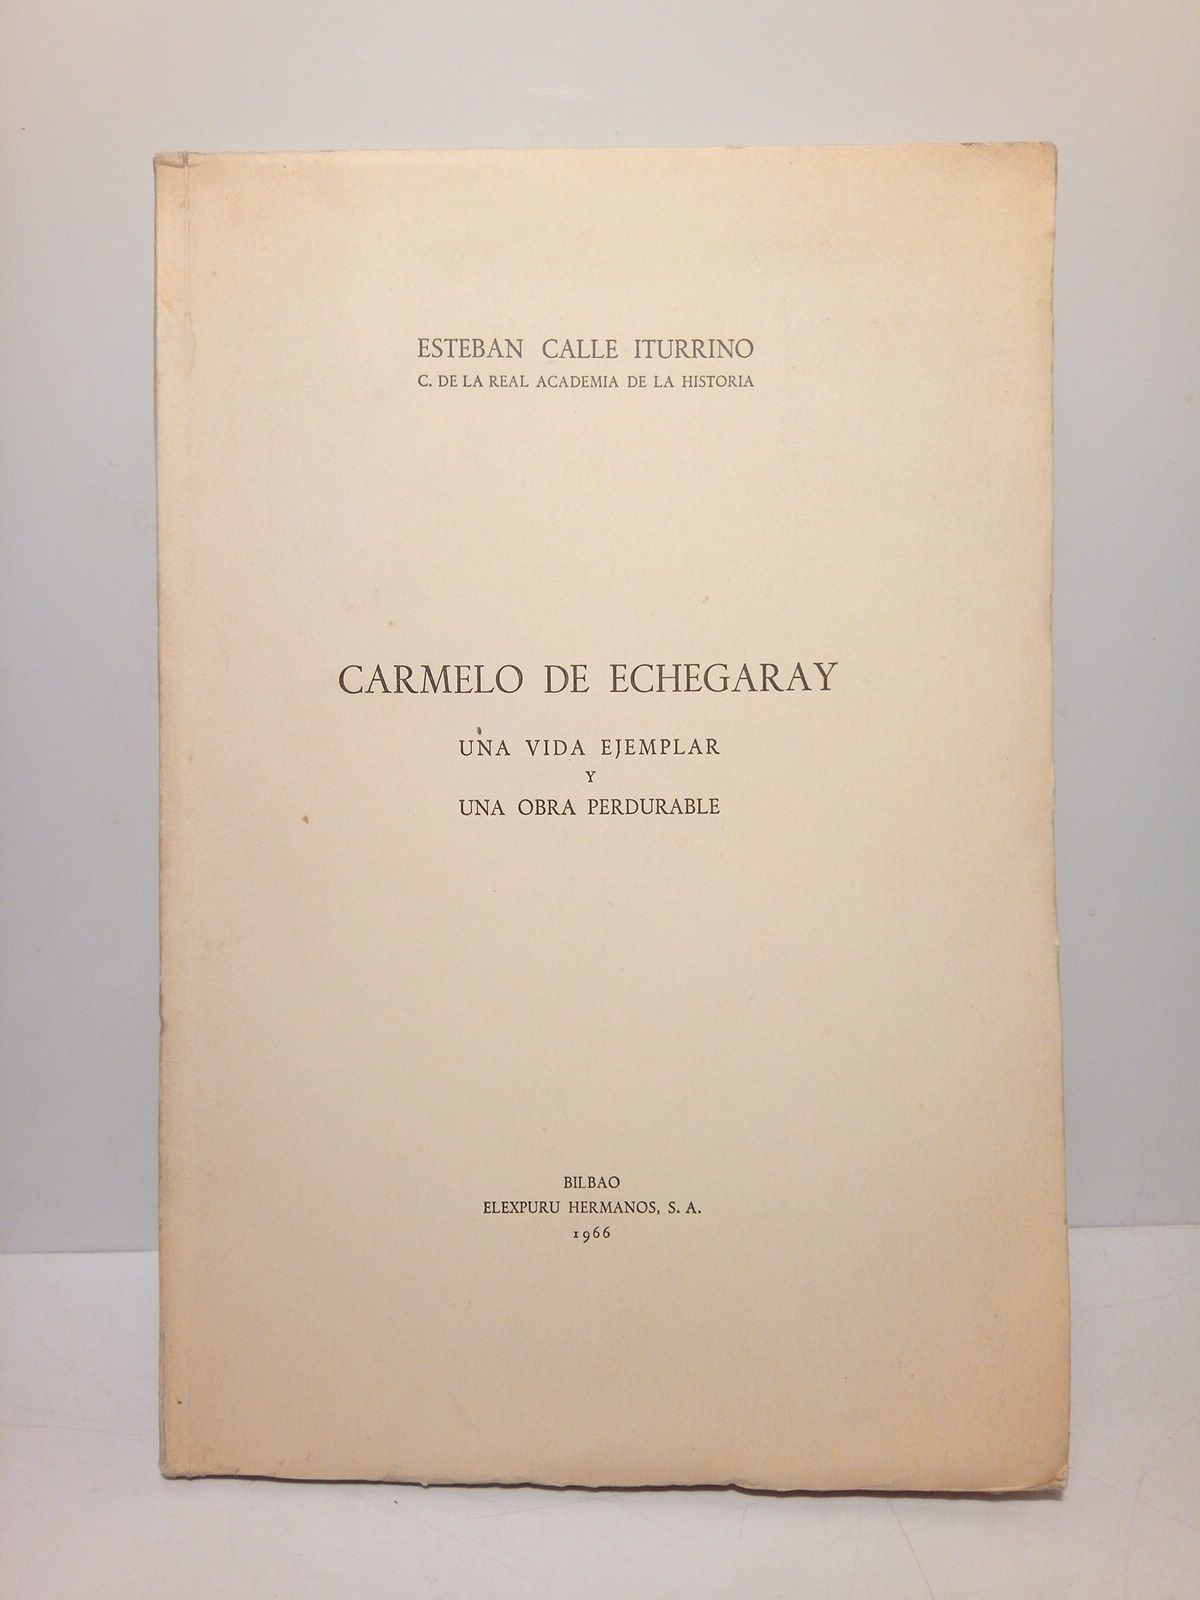 ESTEBAN CALLE ITURRINO
C. DE LA REAL ACADEMIA DE LA HISTORIA
CARMELO DE ECHEGARAY
UNA VIDA EJEMPLAR
Y
UNA OBRA PERDURABLE
BILBAO
ELEXPURU HERMANOS, S. A.
1966